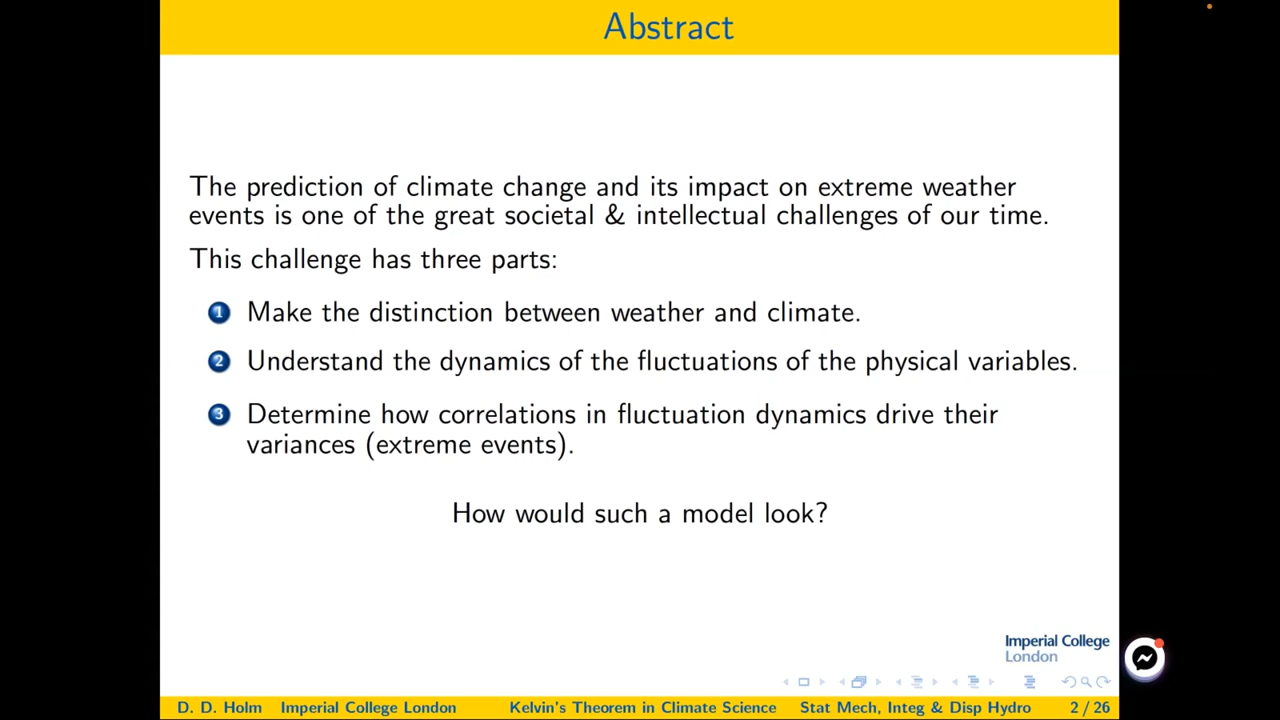 Abstract
The prediction of climate change and its impact on extreme weather
events is one of the great societal & intellectual challenges of our time.
This challenge has three parts:
1 Make the distinction between weather and climate.
2 Understand the dynamics of the fluctuations of the physical variables.
3 Determine how correlations in fluctuation dynamics drive their
variances (extreme events).
How would such a model look?
Imperial College
London
D. D. Holm Imperial College London Kelvin's Theorem in Climate Science Stat Mech, Integ & Disp Hydro 2 / 26